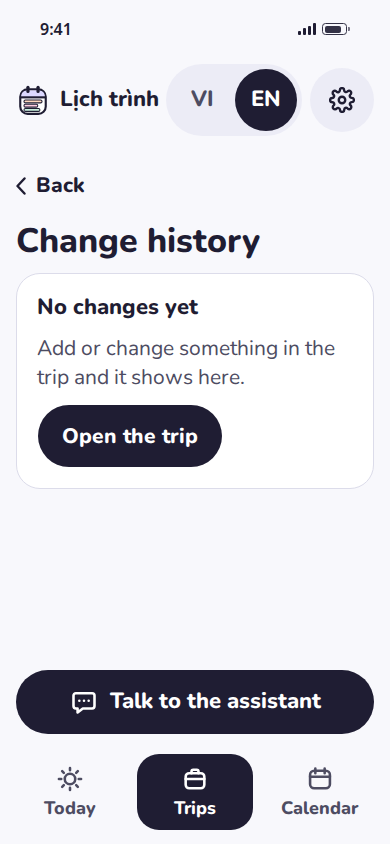 9:41
Lịch trình
VI
EN
Back
Change history
No changes yet
Add or change something in the
trip and it shows here.
Open the trip
Talk to the assistant
Today
Trips
Calendar